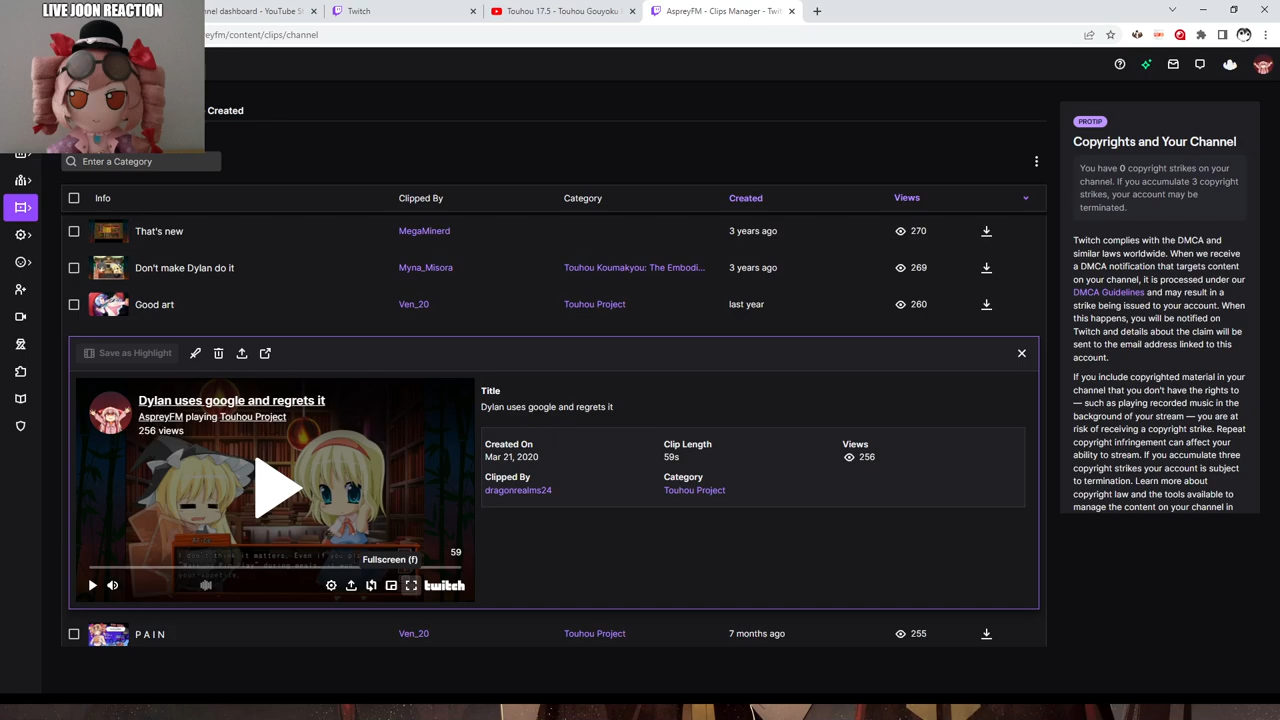 LIVE JOON REACTION
nnel dashboard - YouTube St
Twitch
Touhou 17.5 - Touhou Gouyoku I
AspreyFM - Clips Manager - Twit
eyfm/content/clips/channel
Created
Enter a Category
Info
Clipped By
Category
Created
Views
That's new
MegaMinerd
3 years ago
270
Don't make Dylan do it
Myna_Misora
Touhou Koumakyou: The Embodi...
3 years ago
269
Good art
Ven_20
Touhou Project
last year
260
Save as Highlight
Dylan uses google and regrets it
AspreyFM playing Touhou Project
256 views
I don't think it matters. Even if you
59
Fullscreen (f)
twitch
Title
Dylan uses google and regrets it
Created On
Mar 21, 2020
Clip Length
59s
Views
256
Clipped By
dragonrealms24
Category
Touhou Project
P A I N
Ven_20
Touhou Project
7 months ago
255
PROTIP
Copyrights and Your Channel
You have 0 copyright strikes on your
channel. If you accumulate 3 copyright
strikes, your account may be
terminated.
Twitch complies with the DMCA and
similar laws worldwide. When we receive
a DMCA notification that targets content
on your channel, it is processed under our
DMCA Guidelines and may result in a
strike being issued to your account. When
this happens, you will be notified on
Twitch and details about the claim will be
sent to the email address linked to this
account.
If you include copyrighted material in your
channel that you don't have the rights to
— such as playing recorded music in the
background of your stream — you are at
risk of receiving a copyright strike. Repeat
copyright infringement can affect your
ability to stream. If you accumulate three
copyright strikes your account is subject
to termination. Learn more about
copyright law and the tools available to
manage the content on your channel in